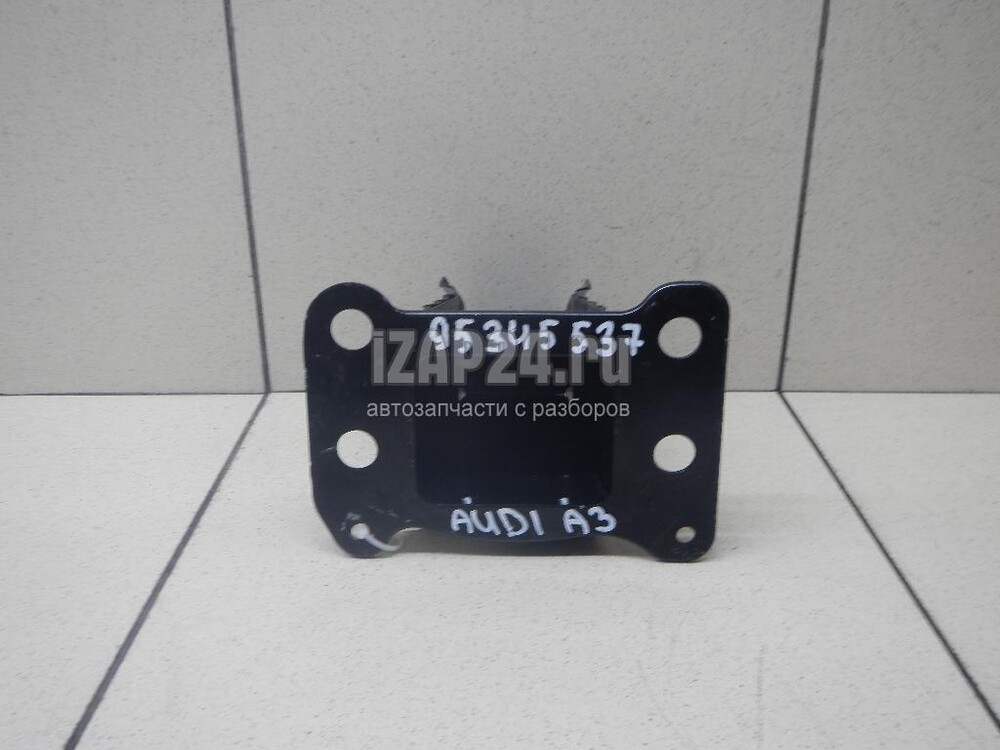 95345537
iZAP24.ru
автозапчасти с разборов
AUDI A3